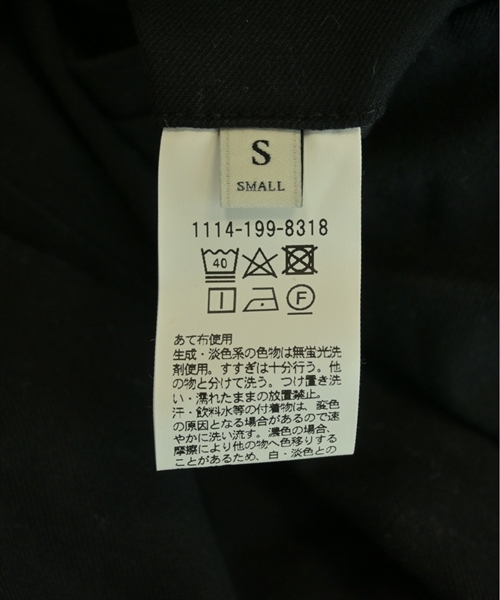 S
SMALL
1114-199-8318
40
F
あて布使用
生成・淡色系の色物は無蛍光洗
剤使用。すすぎは十分行う。他
の物と分けて洗う。つけ置き洗
い・濡れたままの放置禁止。
汗・飲料水等の付着物は、変色
の原因となる場合があるので速
やかに洗い流す。濃色の場合、
摩擦により他の物へ色移りする
ことがあるため、白・淡色との